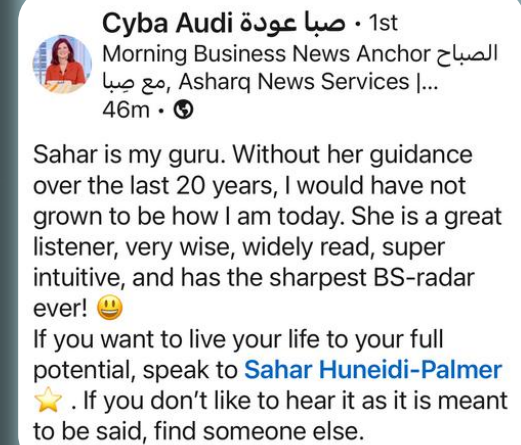 Cyba Audi صبا عودة • 1st
Morning Business News Anchor الصباح
مع صبا, Asharq News Services |...
46m •
Sahar is my guru. Without her guidance
over the last 20 years, I would have not
grown to be how I am today. She is a great
listener, very wise, widely read, super
intuitive, and has the sharpest BS-radar
ever! 😃
If you want to live your life to your full
potential, speak to Sahar Huneidi-Palmer
⭐ . If you don’t like to hear it as it is meant
to be said, find someone else.